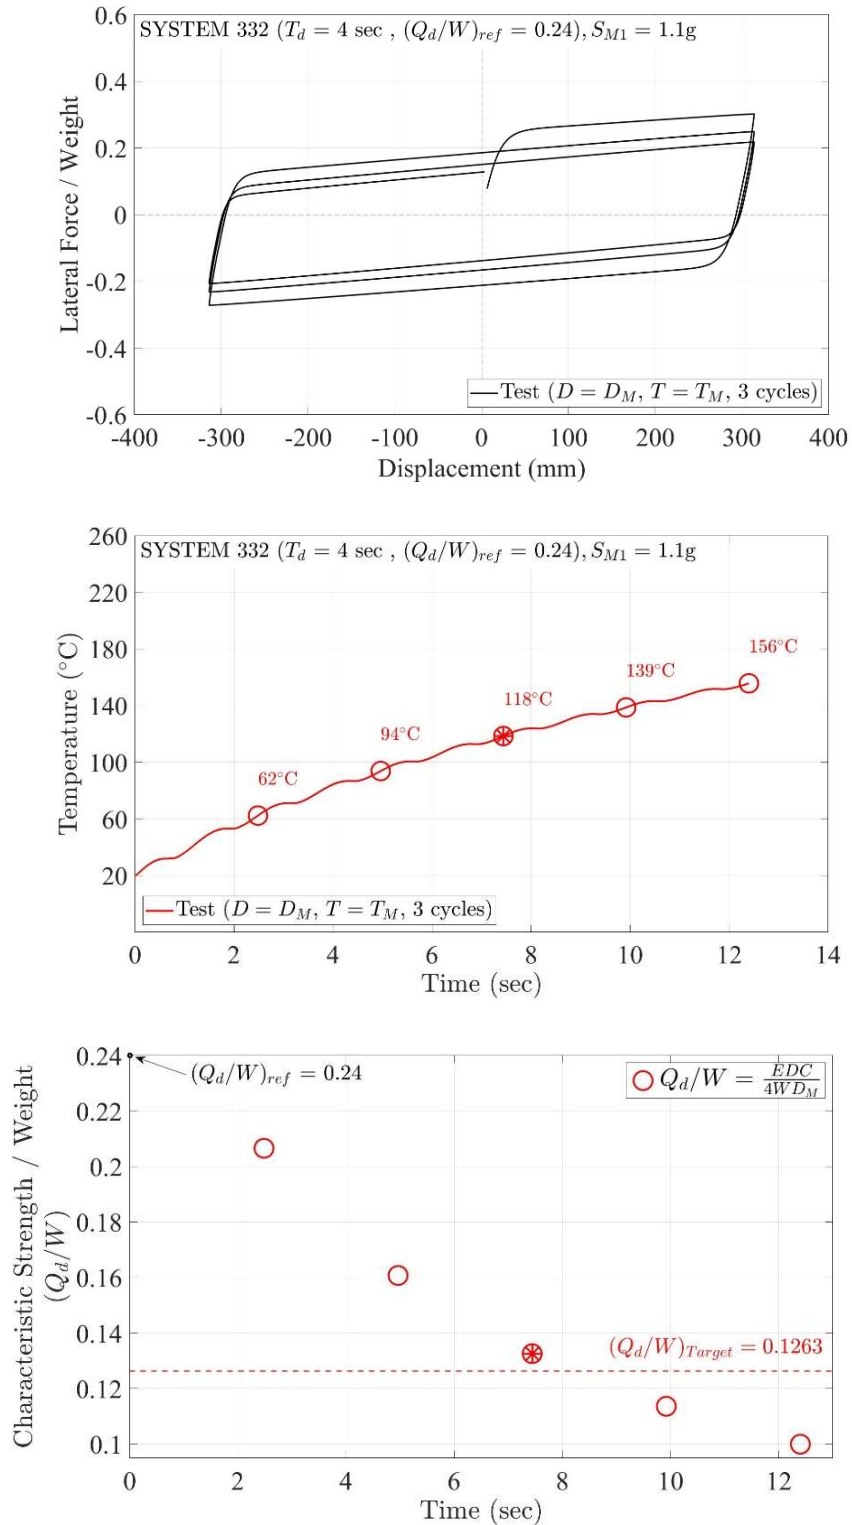 0.6
SYSTEM 332 (T_d = 4 sec , (Q_d/W)_ref = 0.24), S_M1 = 1.1g
0.4
0.2
0
-0.2
-0.4
-0.6
Lateral Force / Weight
Test (D = D_M, T = T_M, 3 cycles)
-400 -300 -200 -100 0 100 200 300 400
Displacement (mm)
260
SYSTEM 332 (T_d = 4 sec , (Q_d/W)_ref = 0.24), S_M1 = 1.1g
220
180
140
100
60
20
Temperature (°C)
62°C
94°C
118°C
139°C
156°C
Test (D = D_M, T = T_M, 3 cycles)
0 2 4 6 8 10 12 14
Time (sec)
0.24
(Q_d/W)_ref = 0.24
Q_d/W = EDC/4WD_M
0.22
0.2
0.18
0.16
0.14
0.12
0.1
Characteristic Strength / Weight
(Q_d/W)
(Q_d/W)_Target = 0.1263
0 2 4 6 8 10 12
Time (sec)